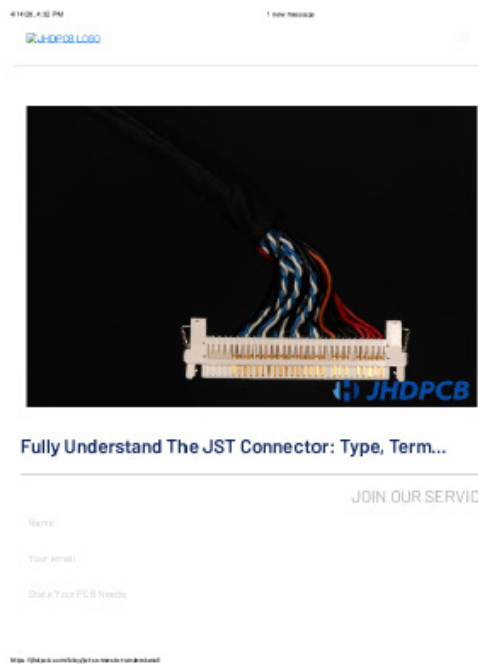 4/14/26, 4:32 PM
1 new message
JHDPCB LOGO
JHDPCB
Fully Understand The JST Connector: Type, Term...
JOIN OUR SERVIC
Name
Your email
State Your PCB Needs